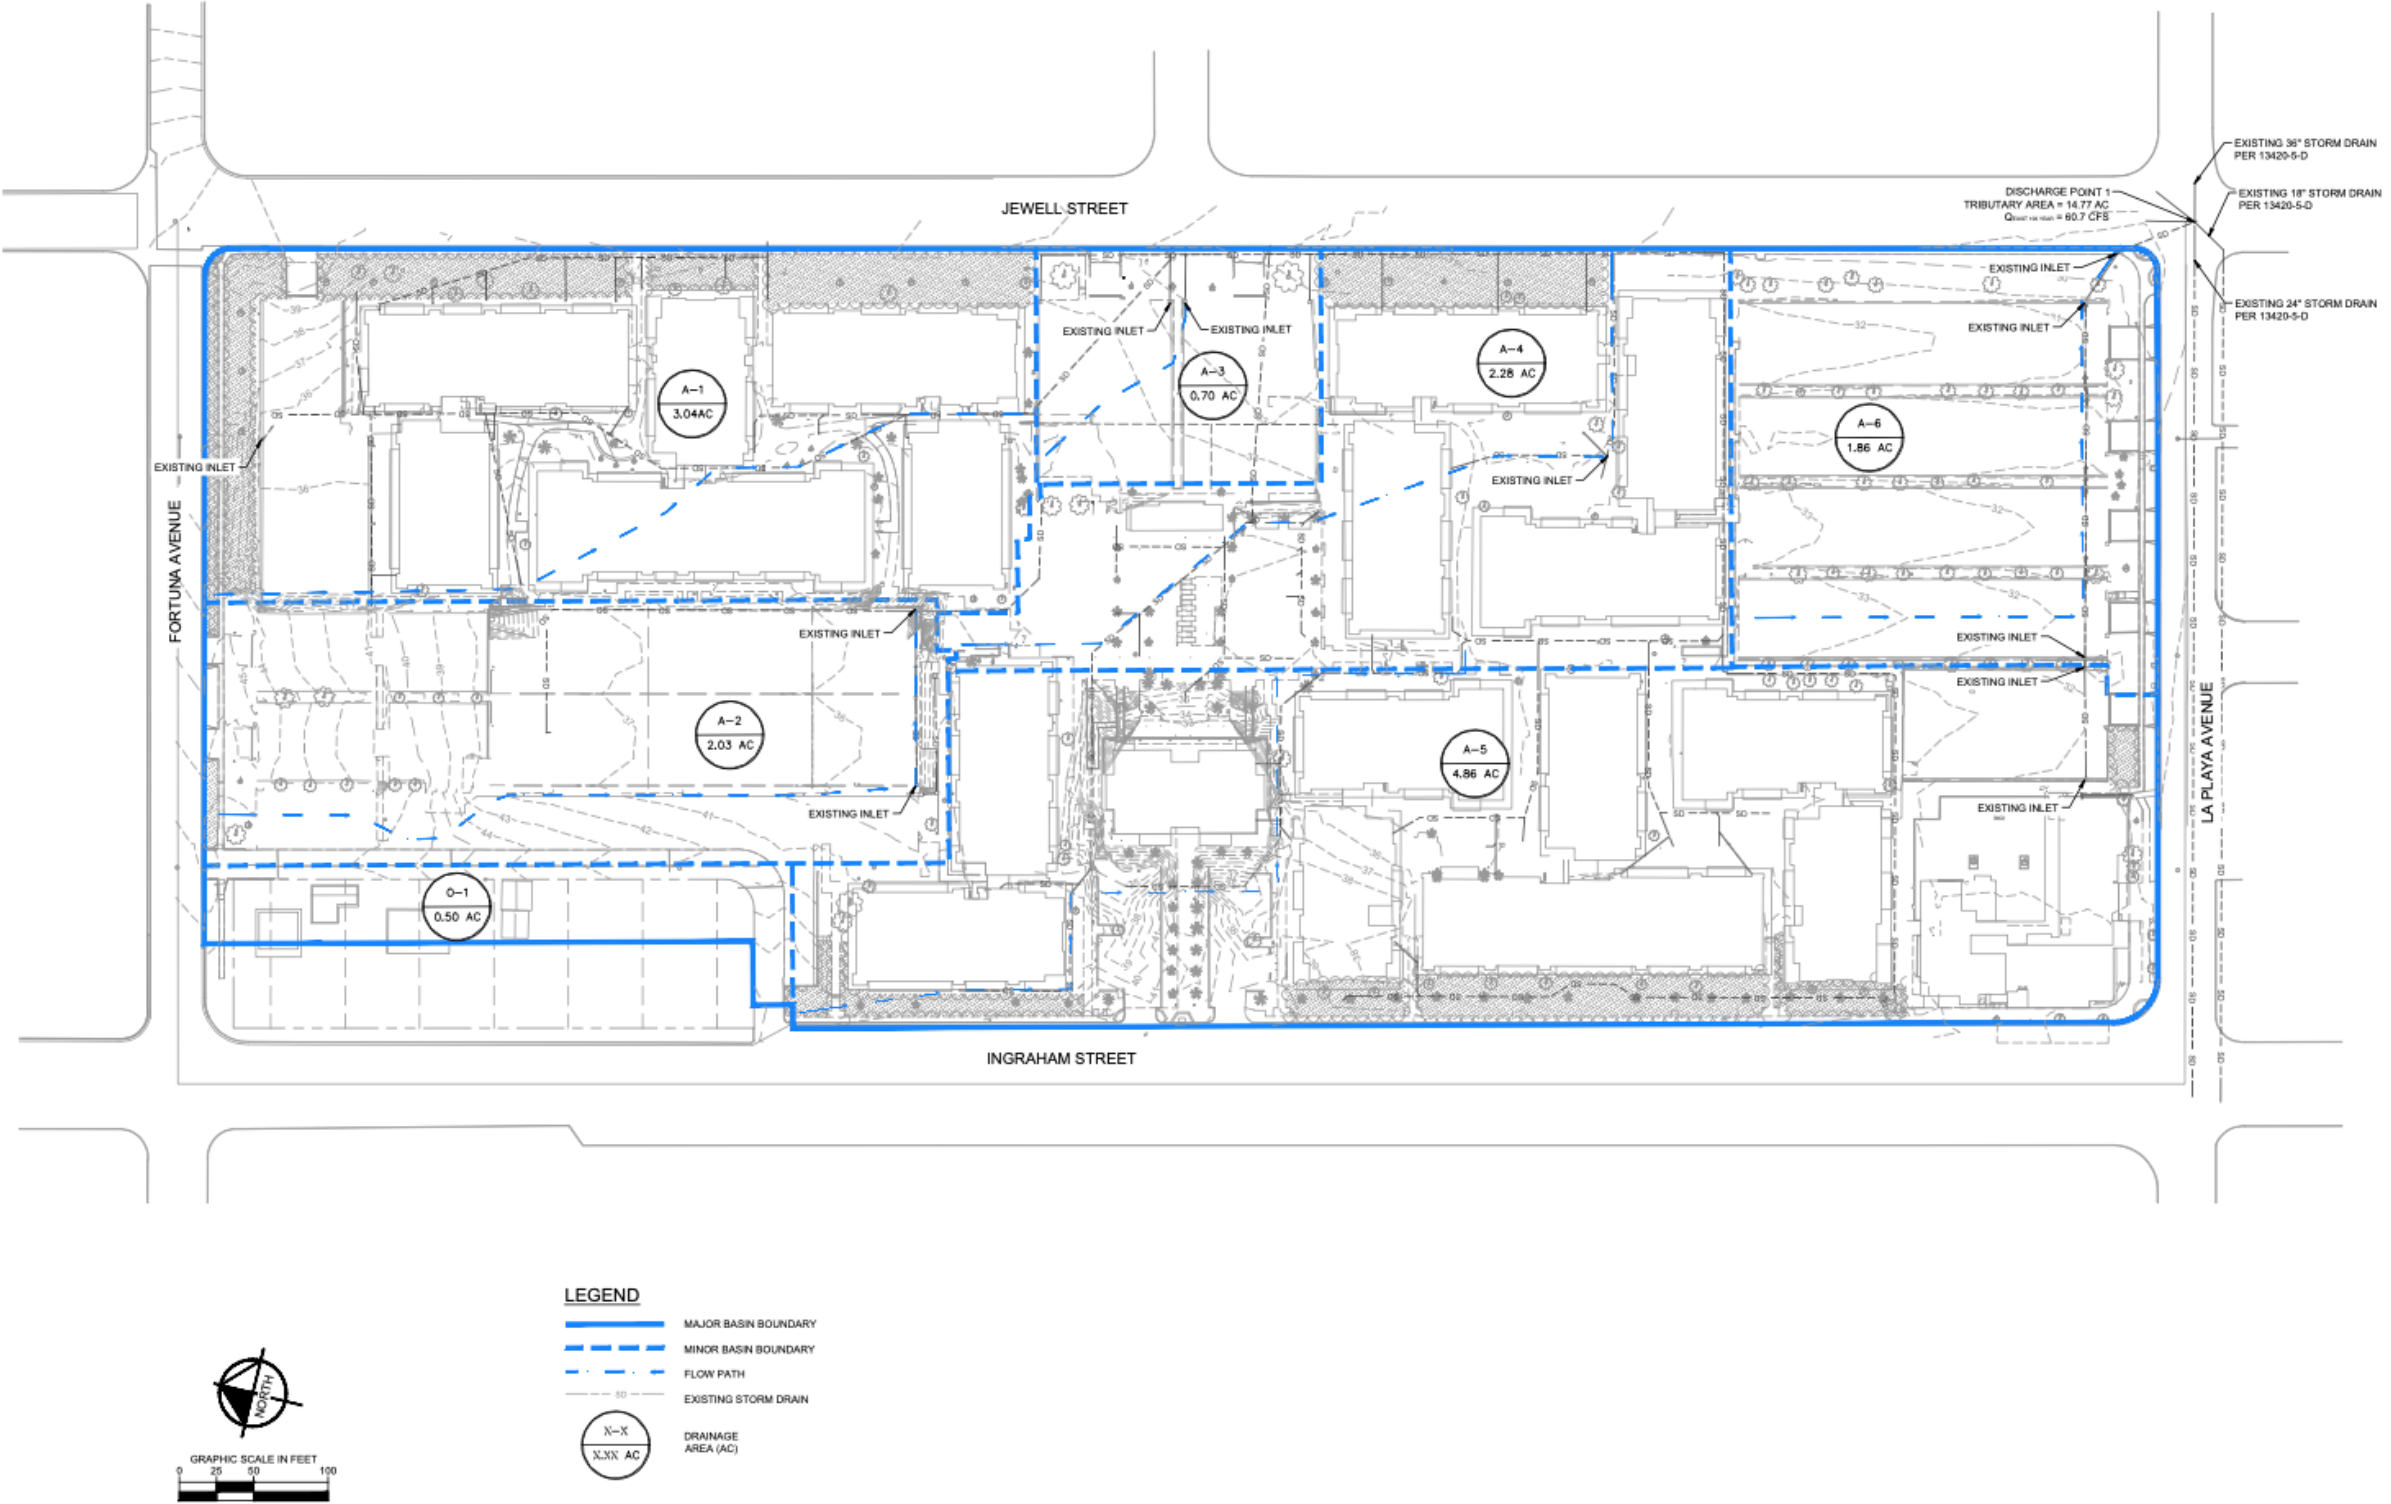 EXISTING 36" STORM DRAIN
PER 13420-5-D
DISCHARGE POINT 1
TRIBUTARY AREA = 14.77 AC
= 60.7 CFS
EXISTING 18" STORM DRAIN
PER 13420-5-D
JEWELL STREET
EXISTING INLET
EXISTING 24" STORM DRAIN
PER 13420-5-D
EXISTING INLET
EXISTING INLET
EXISTING INLET
A-1
3.04AC
A-3
0.70 AC
A-4
2.28 AC
A-6
1.86 AC
EXISTING INLET
EXISTING INLET
FORTUNA AVENUE
EXISTING INLET
EXISTING INLET
EXISTING INLET
LA PLAYA AVENUE
A-2
2.03 AC
A-5
4.86 AC
EXISTING INLET
EXISTING INLET
O-1
0.50 AC
INGRAHAM STREET
LEGEND
MAJOR BASIN BOUNDARY
MINOR BASIN BOUNDARY
FLOW PATH
SD
EXISTING STORM DRAIN
X-X
X.XX AC
DRAINAGE
AREA (AC)
NORTH
GRAPHIC SCALE IN FEET
0 25 50 100